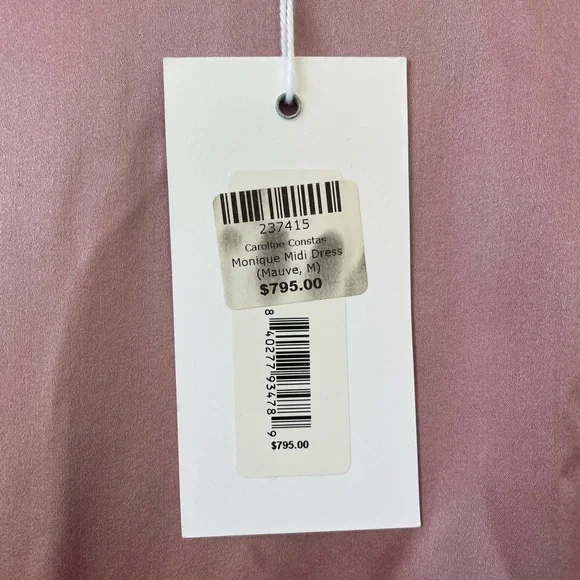 237415
Caroline Constas
Monique Midi Dress
(Mauve, M)
$795.00
8 40277 93478 9
$795.00